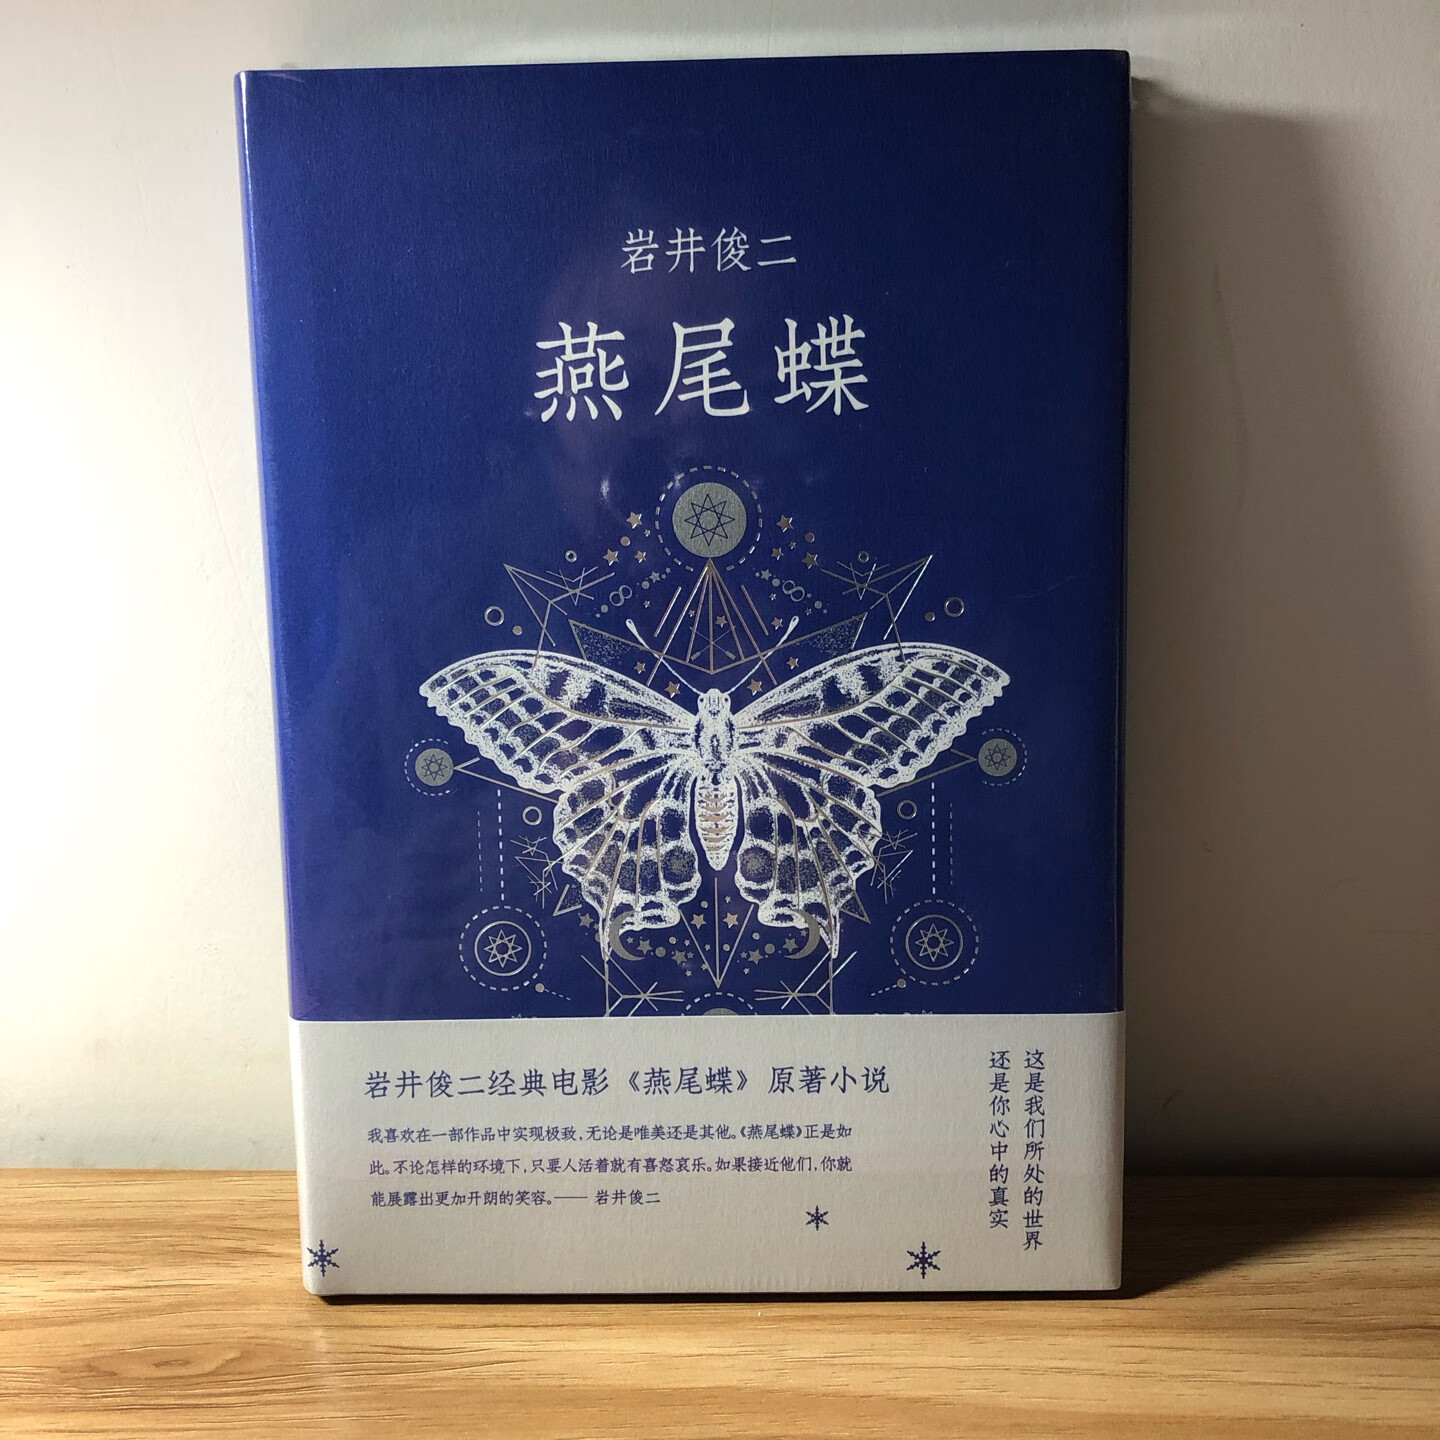 岩井俊二
燕尾蝶
岩井俊二经典电影《燕尾蝶》原著小说
我喜欢在一部作品中实现极致，无论是唯美还是其他。《燕尾蝶》正是如
此。不论怎样的环境下，只要人活着就有喜怒哀乐。如果接近他们，你就
能展露出更加开朗的笑容。—— 岩井俊二
这是我们所处的世界
还是你心中的真实